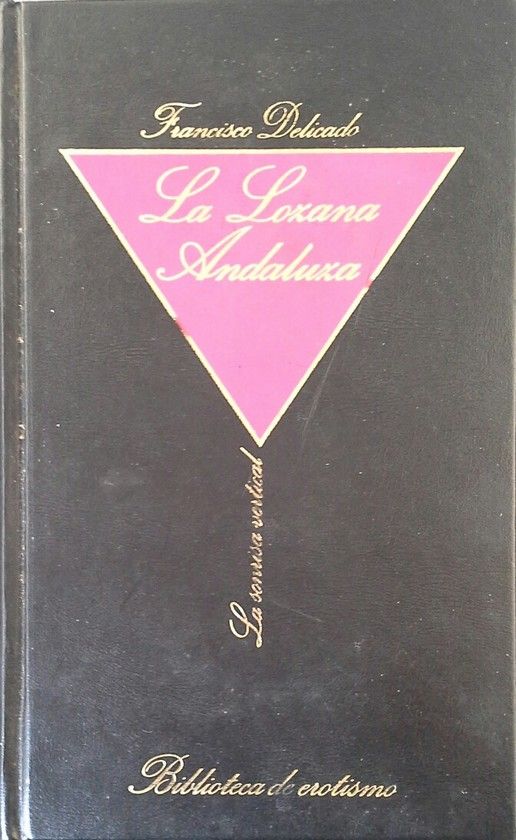 Francisco Delicado
La Lozana
Andaluza
La sonrisa vertical
Biblioteca de erotismo